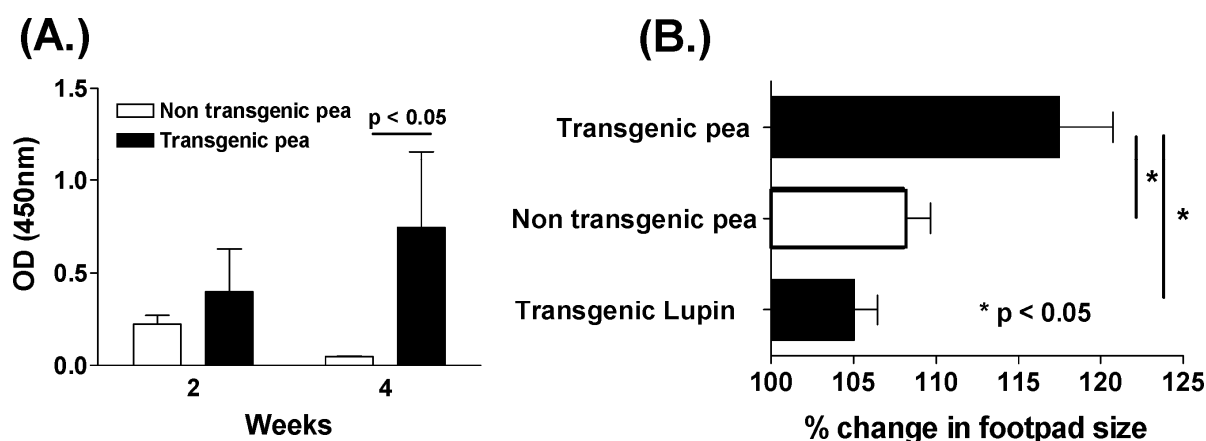 (A.)
1.5
1.0
0.5
0.0
OD (450nm)
Non transgenic pea
Transgenic pea
p < 0.05
2
4
Weeks
(B.)
Transgenic pea
Non transgenic pea
Transgenic Lupin
*
*
* p < 0.05
100
105
110
115
120
125
% change in footpad size